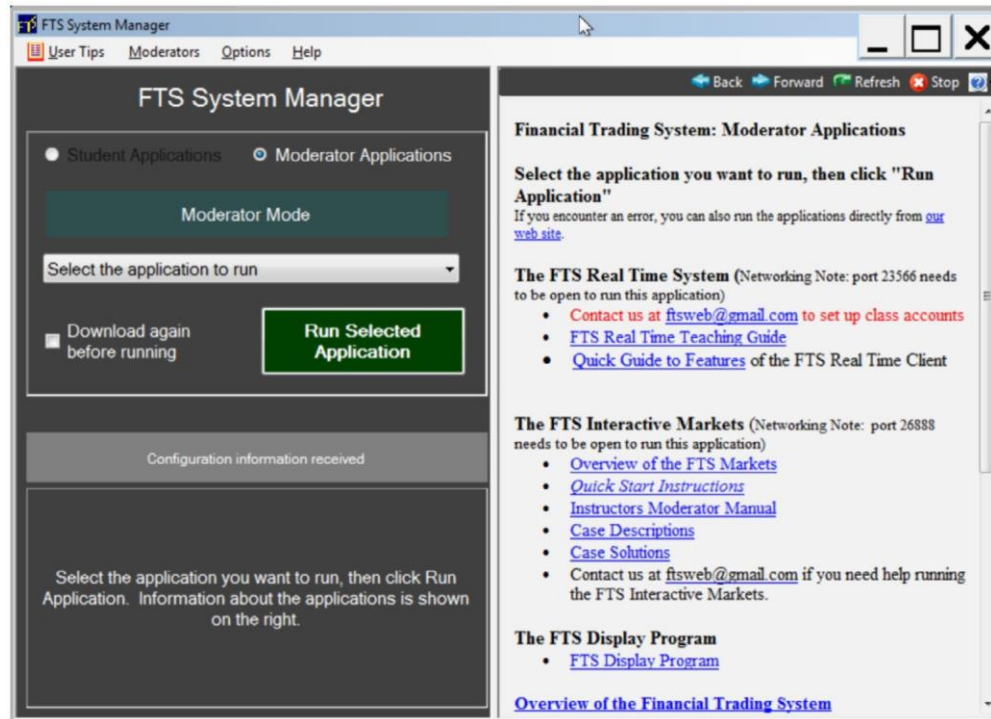 FTS FTS System Manager
User Tips Moderators Options Help
FTS System Manager
Student Applications Moderator Applications
Moderator Mode
Select the application to run
Download again
before running
Run Selected
Application
Configuration information received
Select the application you want to run, then click Run
Application. Information about the applications is shown
on the right.
Back Forward Refresh Stop
Financial Trading System: Moderator Applications
Select the application you want to run, then click "Run
Application"
If you encounter an error, you can also run the applications directly from our
web site.
The FTS Real Time System (Networking Note: port 23566 needs
to be open to run this application)
• Contact us at ftsweb@gmail.com to set up class accounts
• FTS Real Time Teaching Guide
• Quick Guide to Features of the FTS Real Time Client
The FTS Interactive Markets (Networking Note: port 26888
needs to be open to run this application)
• Overview of the FTS Markets
• Quick Start Instructions
• Instructors Moderator Manual
• Case Descriptions
• Case Solutions
• Contact us at ftsweb@gmail.com if you need help running
the FTS Interactive Markets.
The FTS Display Program
• FTS Display Program
Overview of the Financial Trading System